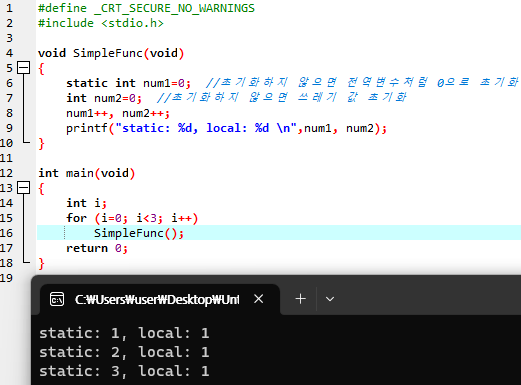 1 #define _CRT_SECURE_NO_WARNINGS
2 #include <stdio.h>
3
4 void SimpleFunc(void)
5 {
6 static int num1=0; //초기화하지 않으면 전역변수처럼 0으로 초기화
7 int num2=0; //초기화하지 않으면 쓰레기 값 초기화
8 num1++, num2++;
9 printf("static: %d, local: %d \n",num1, num2);
10 }
11
12 int main(void)
13 {
14 int i;
15 for (i=0; i<3; i++)
16 SimpleFunc();
17 return 0;
18 }
19
C:₩Users₩user₩Desktop₩Unt
static: 1, local: 1
static: 2, local: 1
static: 3, local: 1